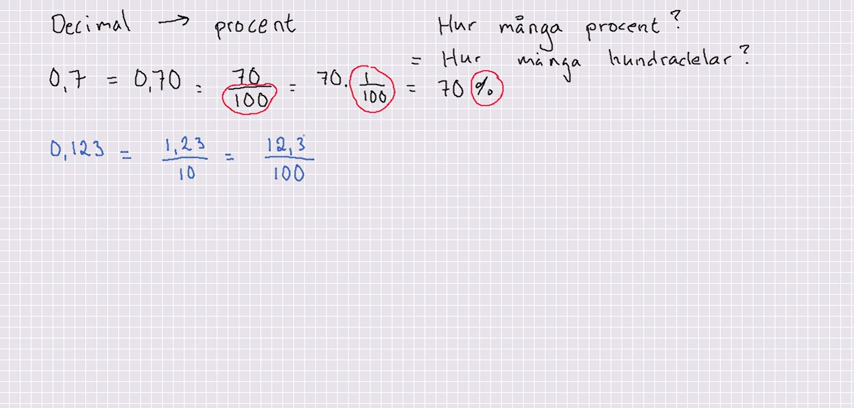 Decimal → procent
Hur många procent?
= Hur många hundradelar?
0,7 = 0,70 = 70/100 = 70 · 1/100 = 70 %
0,123 = 1,23/10 = 12,3/100